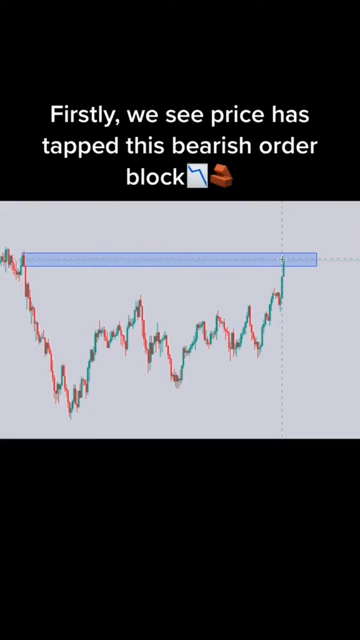 Firstly, we see price has
tapped this bearish order
block📉🧱